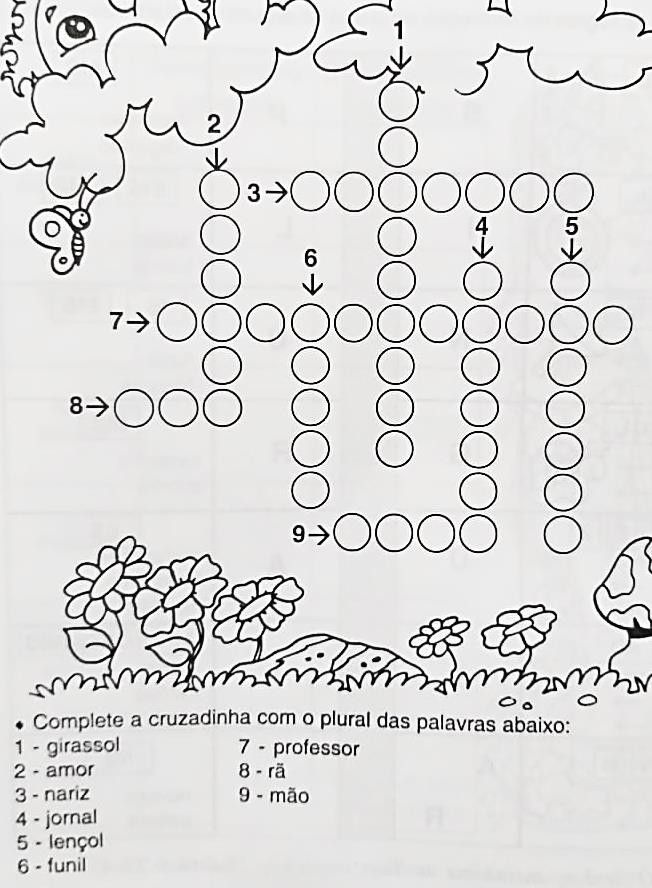 1
2
3
4 5
6
7
8
9
• Complete a cruzadinha com o plural das palavras abaixo:
1 - girassol
2 - amor
3 - nariz
4 - jornal
5 - lençol
6 - funil
7 - professor
8 - rã
9 - mão